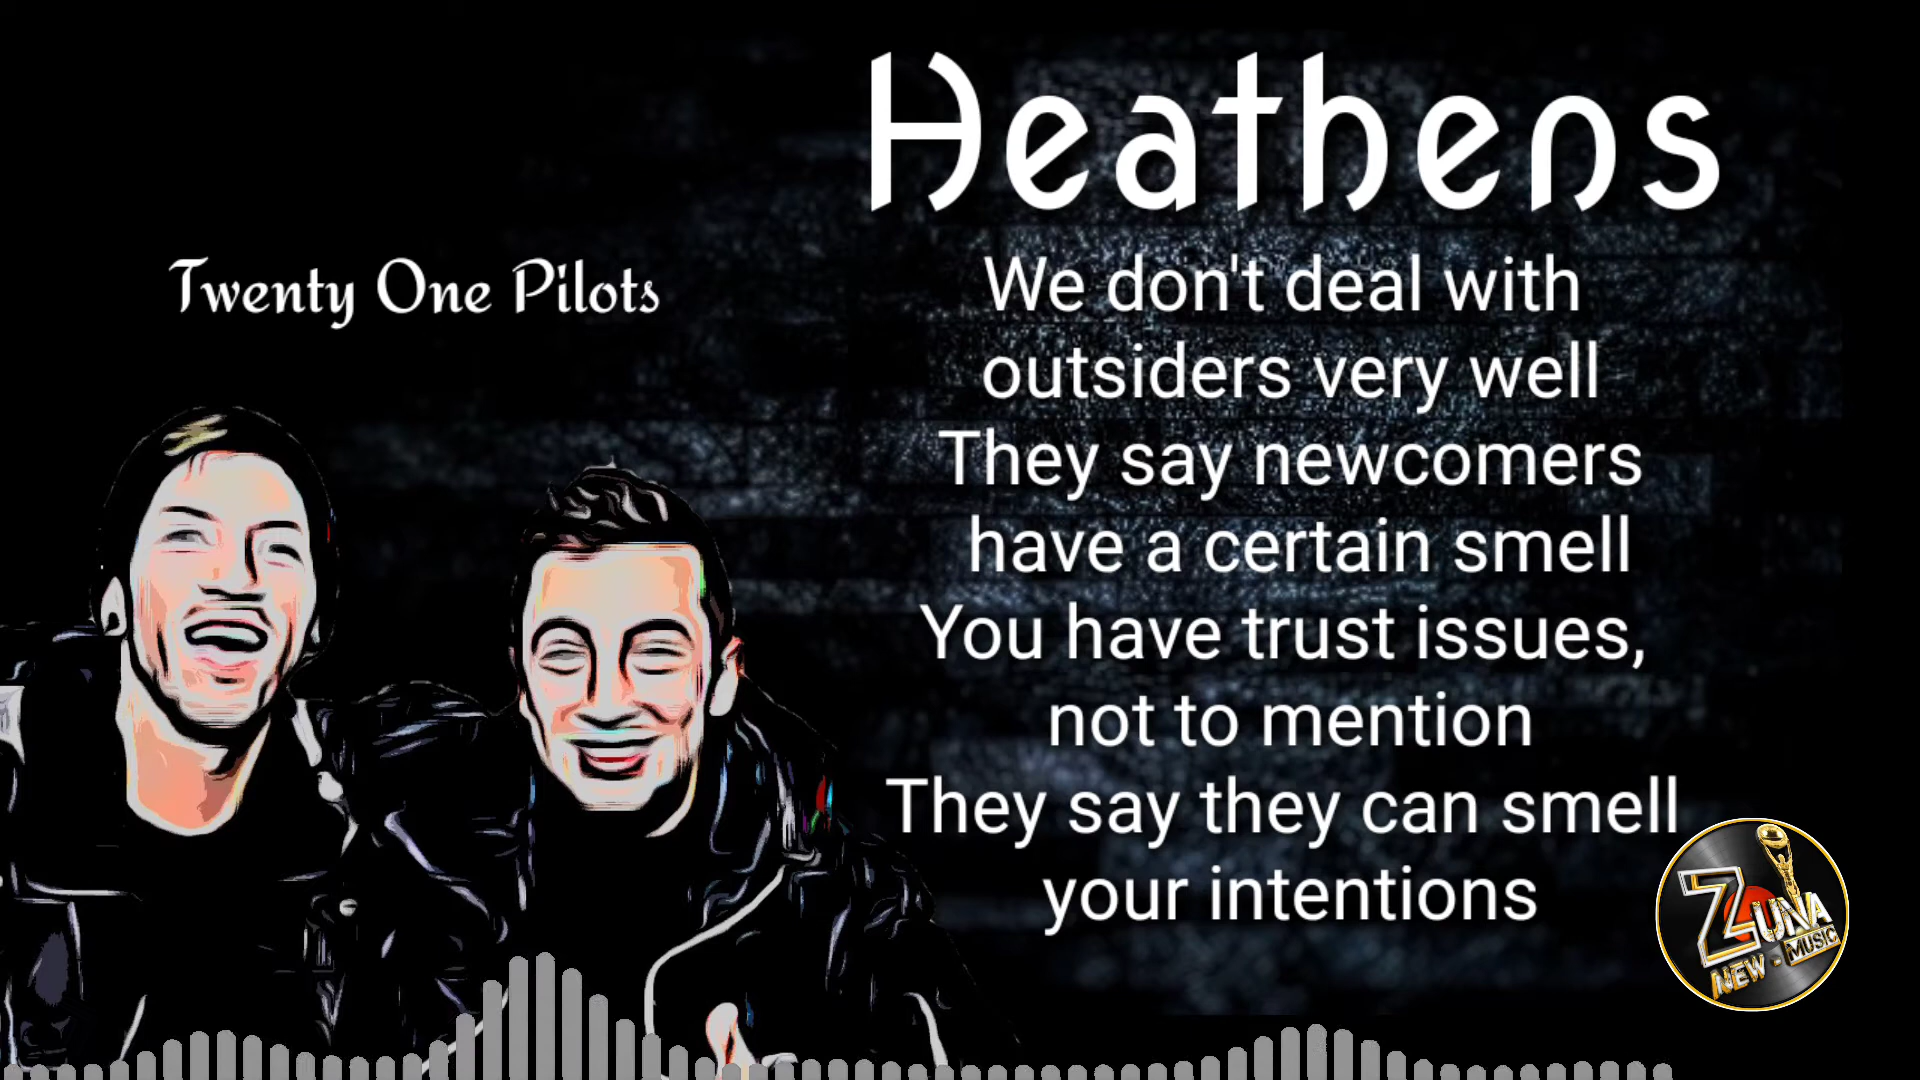 Heathens
Twenty One Pilots
We don't deal with
outsiders very well
They say newcomers
have a certain smell
You have trust issues,
not to mention
They say they can smell
your intentions
ZUNA
NEW - MUSIC